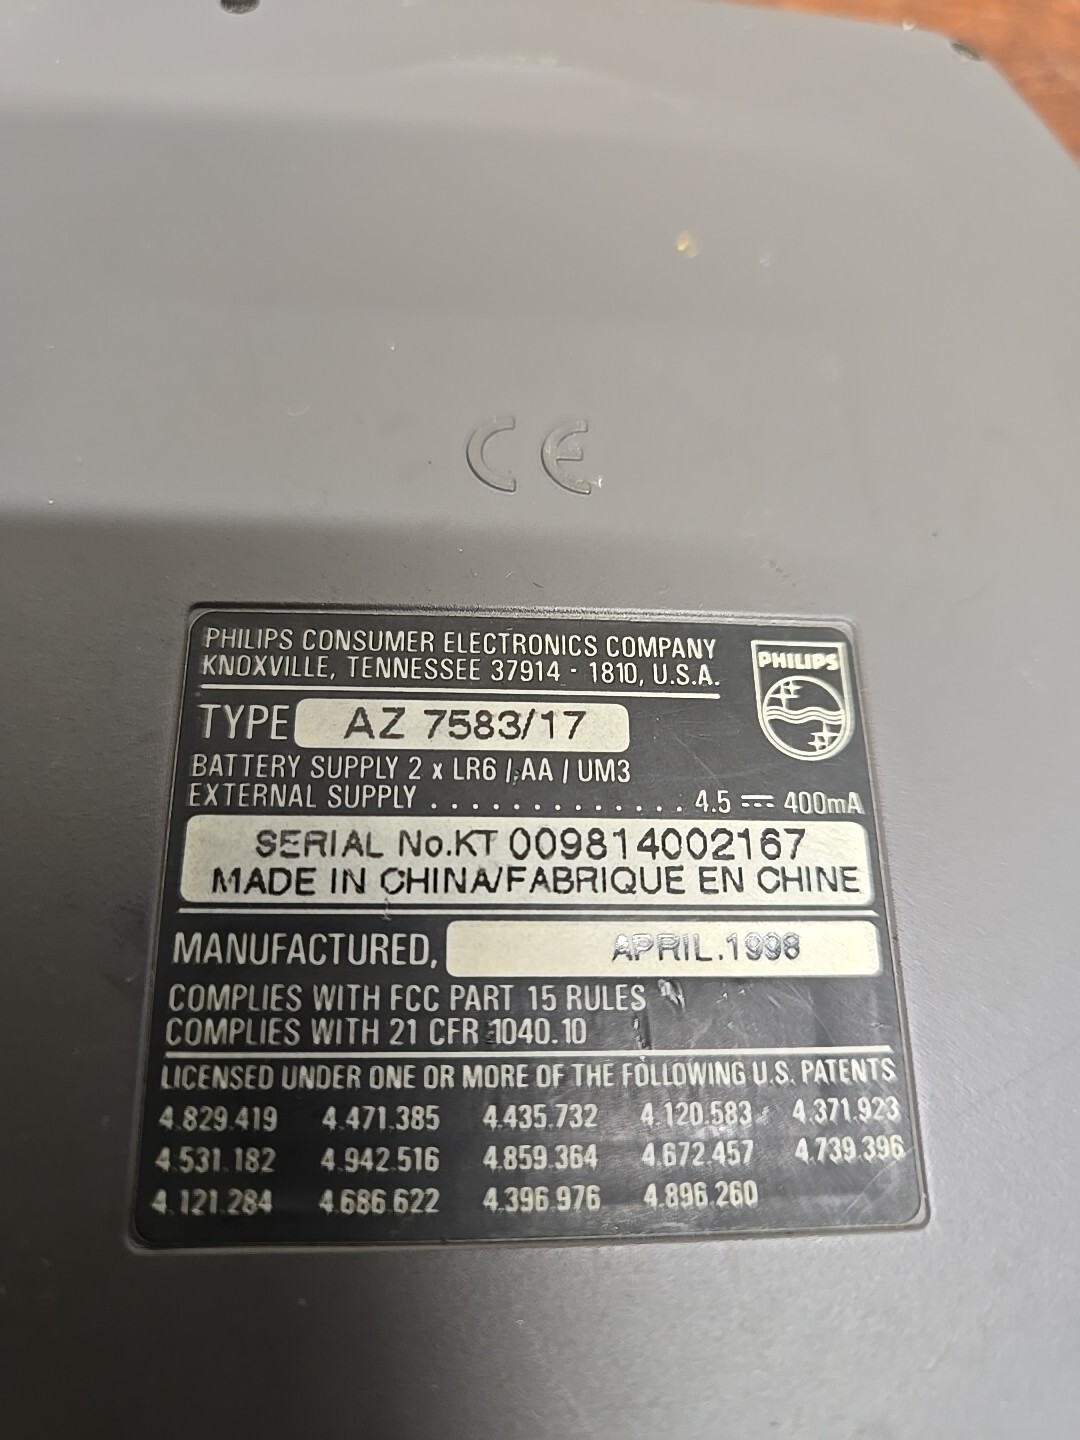 CE
PHILIPS CONSUMER ELECTRONICS COMPANY
KNOXVILLE, TENNESSEE 37914 - 1810, U.S.A.
PHILIPS
TYPE AZ 7583/17
BATTERY SUPPLY 2 x LR6 / AA / UM3
EXTERNAL SUPPLY . . . . . . . . . . . . . 4.5 ⎓ 400mA
SERIAL No.KT 009814002167
MADE IN CHINA/FABRIQUE EN CHINE
MANUFACTURED, APRIL.1998
COMPLIES WITH FCC PART 15 RULES
COMPLIES WITH 21 CFR 1040.10
LICENSED UNDER ONE OR MORE OF THE FOLLOWING U.S. PATENTS
4.829.419 4.471.385 4.435.732 4.120.583 4.371.923
4.531.182 4.942.516 4.859.364 4.672.457 4.739.396
4.121.284 4.686.622 4.396.976 4.896.260